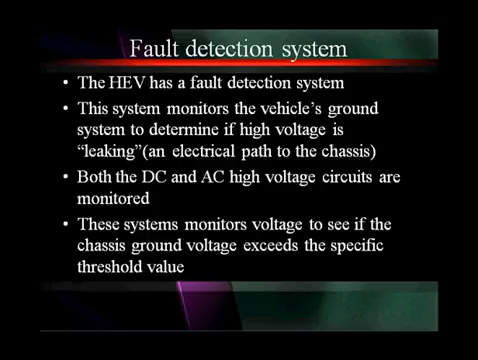 Fault detection system
• The HEV has a fault detection system
• This system monitors the vehicle's ground
system to determine if high voltage is
"leaking"(an electrical path to the chassis)
• Both the DC and AC high voltage circuits are
monitored
• These systems monitors voltage to see if the
chassis ground voltage exceeds the specific
threshold value